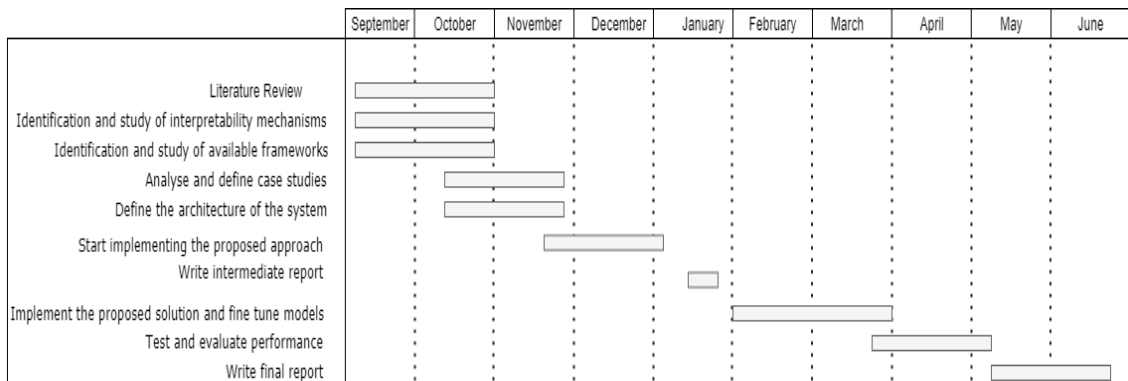 September October November December January February March April May June
Literature Review
Identification and study of interpretability mechanisms
Identification and study of available frameworks
Analyse and define case studies
Define the architecture of the system
Start implementing the proposed approach
Write intermediate report
Implement the proposed solution and fine tune models
Test and evaluate performance
Write final report